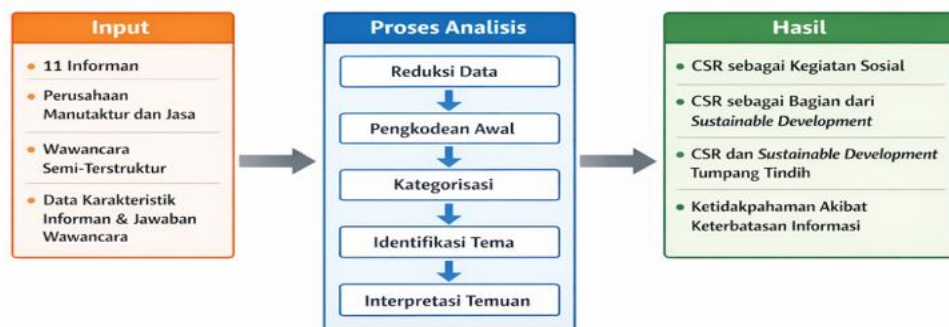 Input
11 Informan
Perusahaan
Manutaktur dan Jasa
Wawancara
Semi-Terstruktur
Data Karakteristik
Informan & Jawaban
Wawancara
Proses Analisis
Reduksi Data
Pengkodean Awal
Kategorisasi
Identifikasi Tema
Interpretasi Temuan
Hasil
CSR sebagai Kegiatan Sosial
CSR sebagai Bagian dari
Sustainable Development
CSR dan Sustainable Development
Tumpang Tindih
Ketidakpahaman Akibat
Keterbatasan Informasi